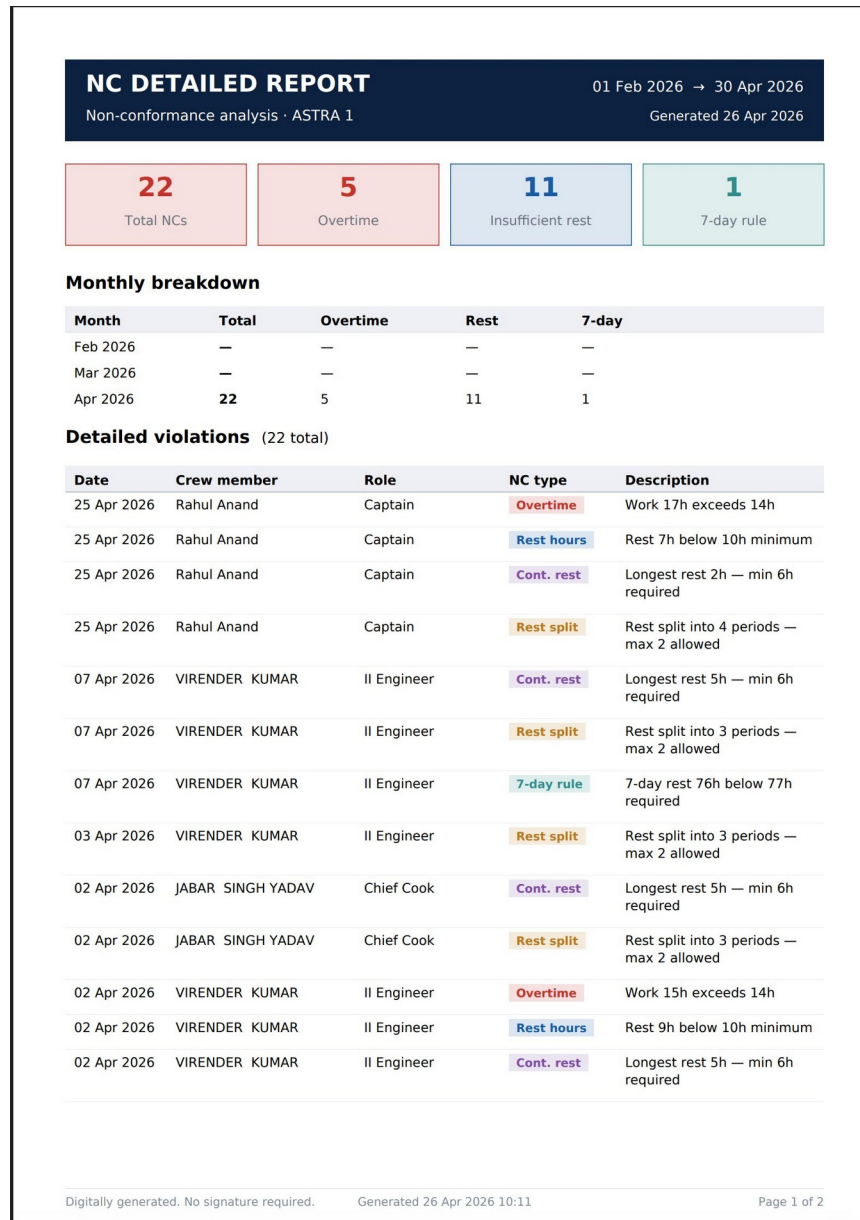 NC DETAILED REPORT
01 Feb 2026 → 30 Apr 2026
Non-conformance analysis · ASTRA 1
Generated 26 Apr 2026
22
Total NCs
5
Overtime
11
Insufficient rest
1
7-day rule
Monthly breakdown
Month Total Overtime Rest 7-day
Feb 2026 — — — —
Mar 2026 — — — —
Apr 2026 22 5 11 1
Detailed violations (22 total)
Date Crew member Role NC type Description
25 Apr 2026 Rahul Anand Captain Overtime Work 17h exceeds 14h
25 Apr 2026 Rahul Anand Captain Rest hours Rest 7h below 10h minimum
25 Apr 2026 Rahul Anand Captain Cont. rest Longest rest 2h — min 6h
required
25 Apr 2026 Rahul Anand Captain Rest split Rest split into 4 periods —
max 2 allowed
07 Apr 2026 VIRENDER KUMAR II Engineer Cont. rest Longest rest 5h — min 6h
required
07 Apr 2026 VIRENDER KUMAR II Engineer Rest split Rest split into 3 periods —
max 2 allowed
07 Apr 2026 VIRENDER KUMAR II Engineer 7-day rule 7-day rest 76h below 77h
required
03 Apr 2026 VIRENDER KUMAR II Engineer Rest split Rest split into 3 periods —
max 2 allowed
02 Apr 2026 JABAR SINGH YADAV Chief Cook Cont. rest Longest rest 5h — min 6h
required
02 Apr 2026 JABAR SINGH YADAV Chief Cook Rest split Rest split into 3 periods —
max 2 allowed
02 Apr 2026 VIRENDER KUMAR II Engineer Overtime Work 15h exceeds 14h
02 Apr 2026 VIRENDER KUMAR II Engineer Rest hours Rest 9h below 10h minimum
02 Apr 2026 VIRENDER KUMAR II Engineer Cont. rest Longest rest 5h — min 6h
required
Digitally generated. No signature required. Generated 26 Apr 2026 10:11 Page 1 of 2